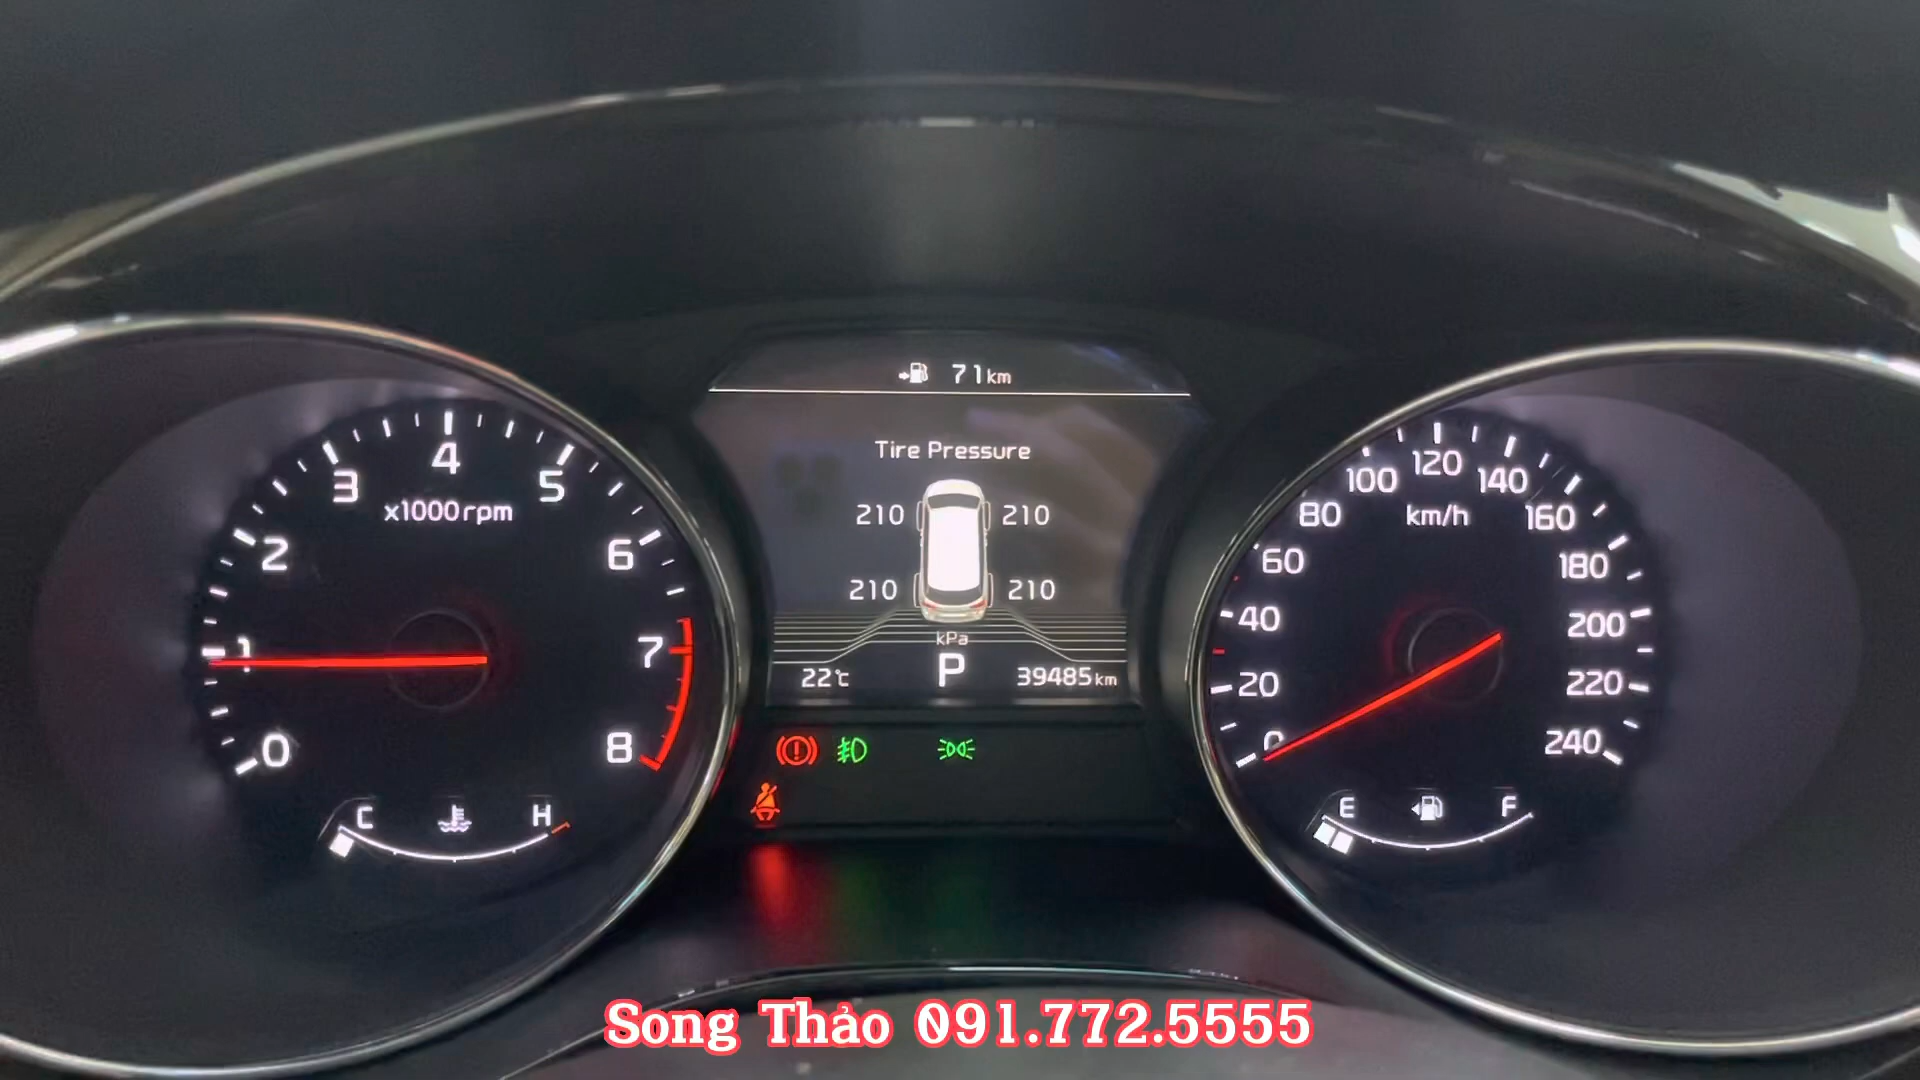 71km
Tire Pressure
210 210
210 210
kPa
22℃ P 39485km
0 1 2 3 4 5 6 7 8
x1000rpm
C H
0 20 40 60 80 100 120 140 160 180 200 220 240
km/h
E F
Song Thảo 091.772.5555